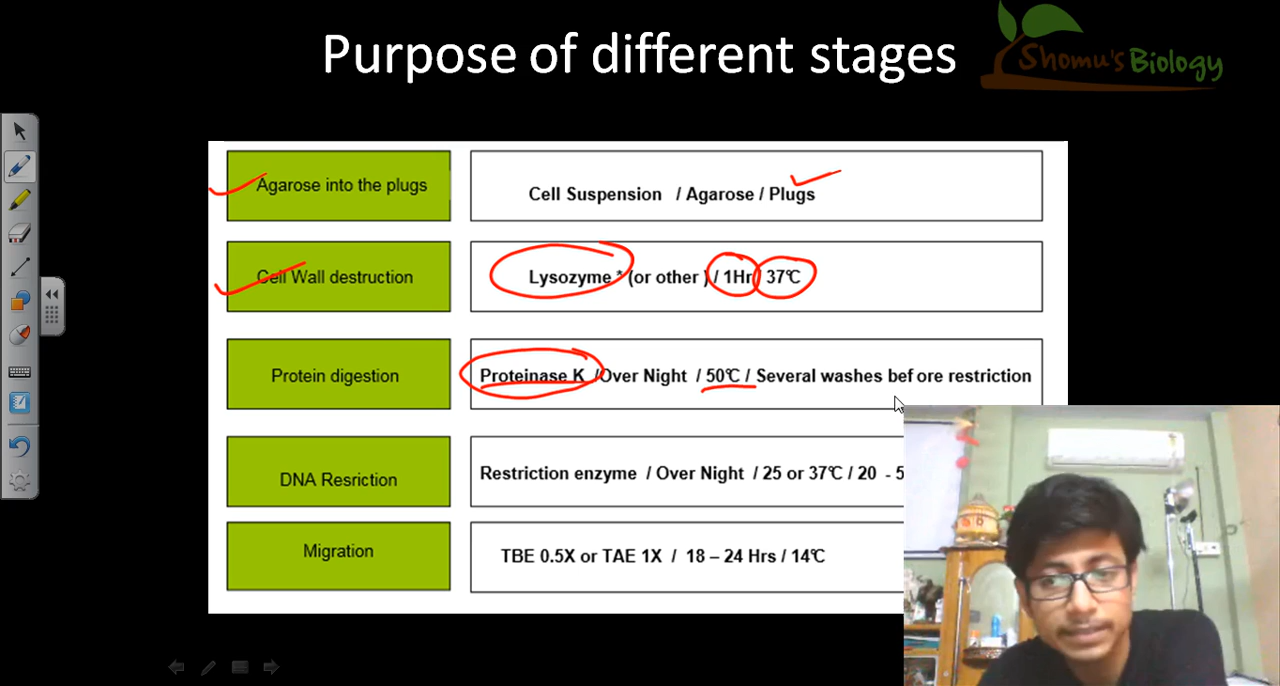 Purpose of different stages
Shomu's Biology
Agarose into the plugs
Cell Suspension / Agarose / Plugs
Cell Wall destruction
Lysozyme * (or other ) / 1Hr / 37℃
Protein digestion
Proteinase K /Over Night / 50℃ / Several washes bef ore restriction
DNA Resriction
Restriction enzyme / Over Night / 25 or 37℃ / 20 - 5
Migration
TBE 0.5X or TAE 1X / 18 – 24 Hrs / 14℃